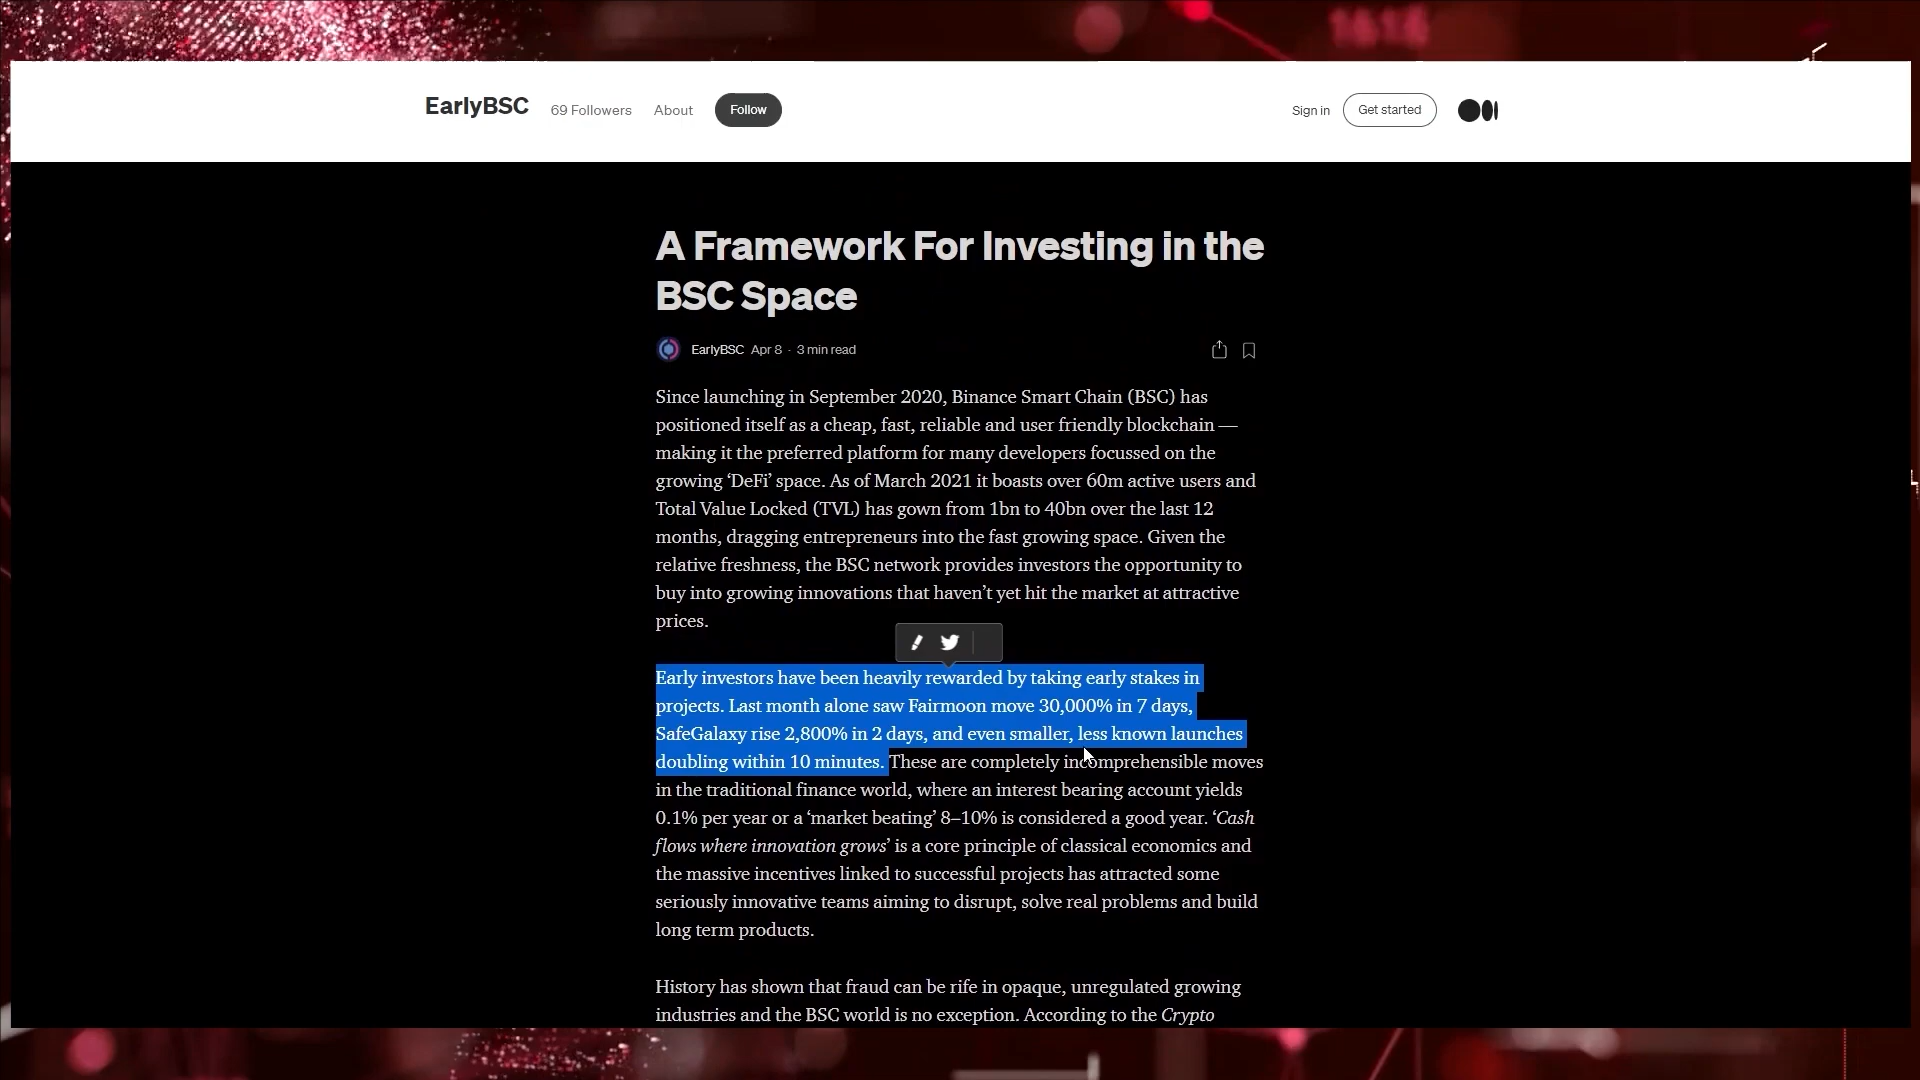 EarlyBSC 69 Followers About Follow Sign in Get started
A Framework For Investing in the
BSC Space
EarlyBSC Apr 8 · 3 min read
Since launching in September 2020, Binance Smart Chain (BSC) has
positioned itself as a cheap, fast, reliable and user friendly blockchain —
making it the preferred platform for many developers focussed on the
growing ‘DeFi’ space. As of March 2021 it boasts over 60m active users and
Total Value Locked (TVL) has gown from 1bn to 40bn over the last 12
months, dragging entrepreneurs into the fast growing space. Given the
relative freshness, the BSC network provides investors the opportunity to
buy into growing innovations that haven’t yet hit the market at attractive
prices.
Early investors have been heavily rewarded by taking early stakes in
projects. Last month alone saw Fairmoon move 30,000% in 7 days,
SafeGalaxy rise 2,800% in 2 days, and even smaller, less known launches
doubling within 10 minutes. These are completely incomprehensible moves
in the traditional finance world, where an interest bearing account yields
0.1% per year or a ‘market beating’ 8–10% is considered a good year. ‘Cash
flows where innovation grows’ is a core principle of classical economics and
the massive incentives linked to successful projects has attracted some
seriously innovative teams aiming to disrupt, solve real problems and build
long term products.
History has shown that fraud can be rife in opaque, unregulated growing
industries and the BSC world is no exception. According to the Crypto